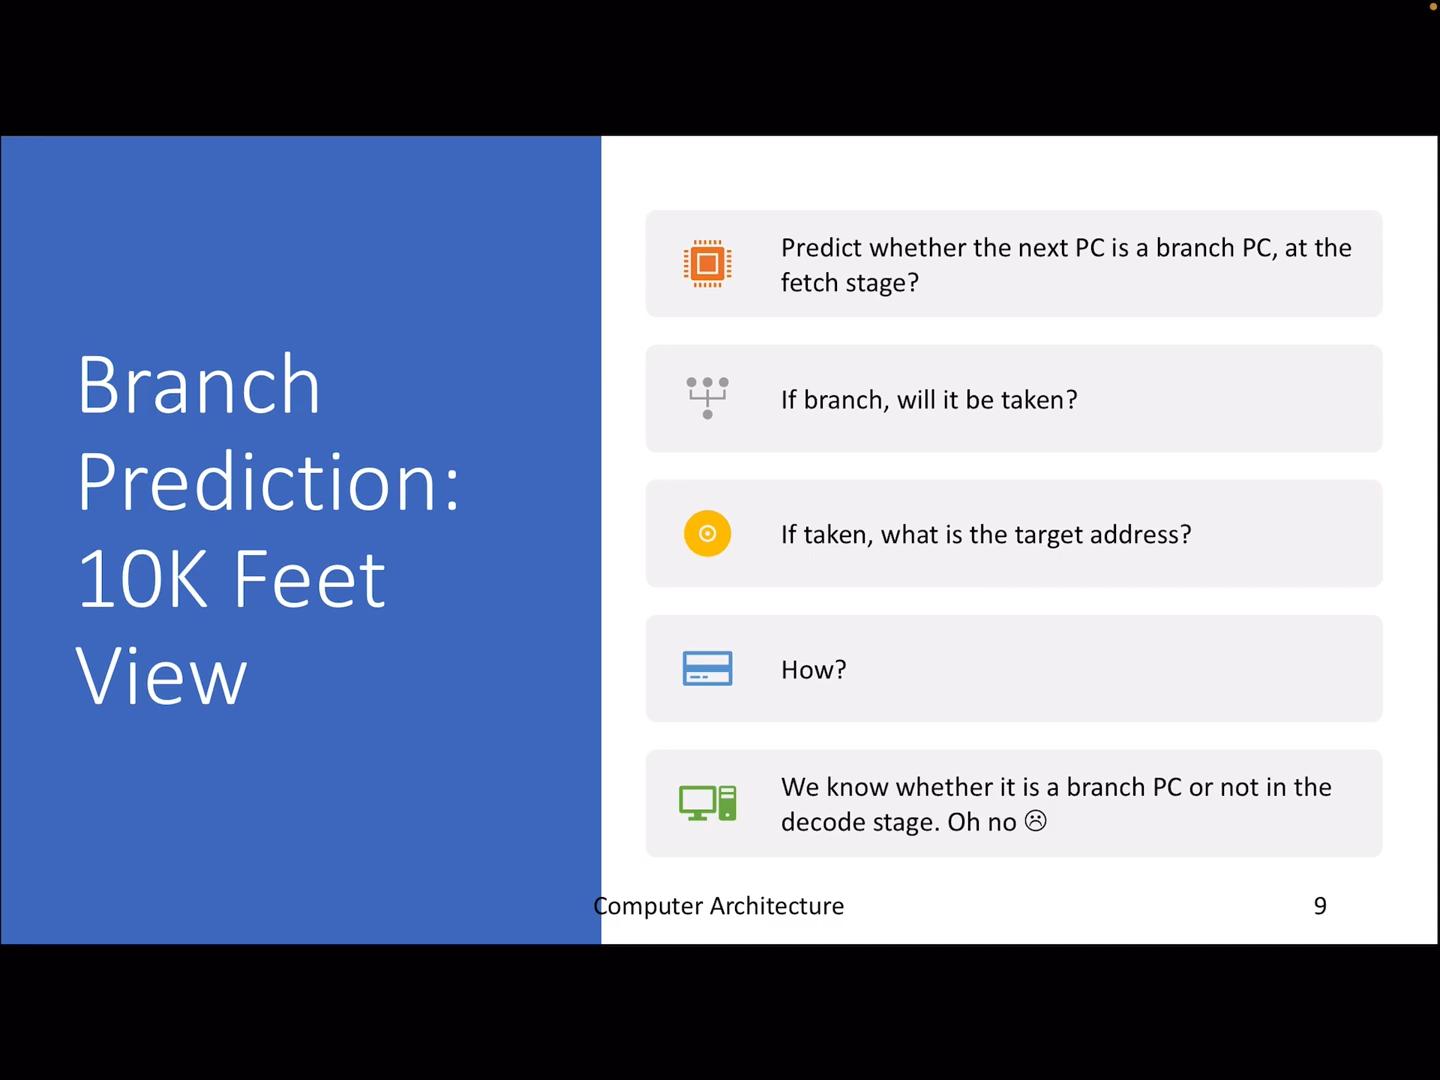 Branch
Prediction:
10K Feet
View
Predict whether the next PC is a branch PC, at the
fetch stage?
If branch, will it be taken?
If taken, what is the target address?
How?
We know whether it is a branch PC or not in the
decode stage. Oh no ☹
Computer Architecture
9